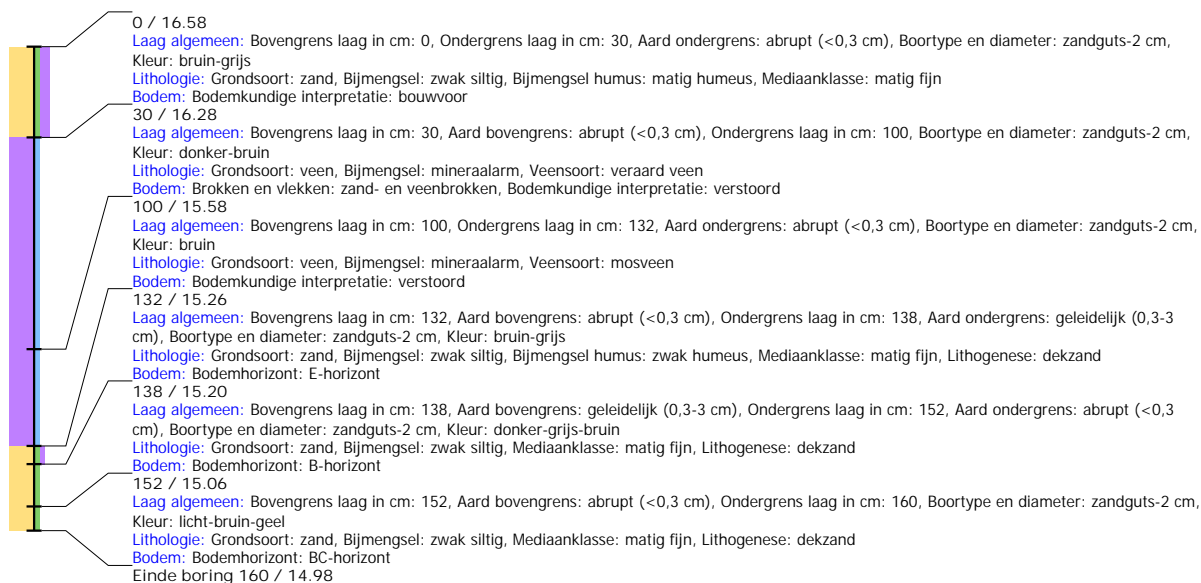 0 / 16.58
Laag algemeen: Bovengrens laag in cm: 0, Ondergrens laag in cm: 30, Aard ondergrens: abrupt (<0,3 cm), Boortype en diameter: zandguts-2 cm,
Kleur: bruin-grijs
Lithologie: Grondsoort: zand, Bijmengsel: zwak siltig, Bijmengsel humus: matig humeus, Mediaanklasse: matig fijn
Bodem: Bodemkundige interpretatie: bouwvoor
30 / 16.28
Laag algemeen: Bovengrens laag in cm: 30, Aard bovengrens: abrupt (<0,3 cm), Ondergrens laag in cm: 100, Boortype en diameter: zandguts-2 cm,
Kleur: donker-bruin
Lithologie: Grondsoort: veen, Bijmengsel: mineraalarm, Veensoort: veraard veen
Bodem: Brokken en vlekken: zand- en veenbrokken, Bodemkundige interpretatie: verstoord
100 / 15.58
Laag algemeen: Bovengrens laag in cm: 100, Ondergrens laag in cm: 132, Aard ondergrens: abrupt (<0,3 cm), Boortype en diameter: zandguts-2 cm,
Kleur: bruin
Lithologie: Grondsoort: veen, Bijmengsel: mineraalarm, Veensoort: mosveen
Bodem: Bodemkundige interpretatie: verstoord
132 / 15.26
Laag algemeen: Bovengrens laag in cm: 132, Aard bovengrens: abrupt (<0,3 cm), Ondergrens laag in cm: 138, Aard ondergrens: geleidelijk (0,3-3
cm), Boortype en diameter: zandguts-2 cm, Kleur: bruin-grijs
Lithologie: Grondsoort: zand, Bijmengsel: zwak siltig, Bijmengsel humus: zwak humeus, Mediaanklasse: matig fijn, Lithogenese: dekzand
Bodem: Bodemhorizont: E-horizont
138 / 15.20
Laag algemeen: Bovengrens laag in cm: 138, Aard bovengrens: geleidelijk (0,3-3 cm), Ondergrens laag in cm: 152, Aard ondergrens: abrupt (<0,3
cm), Boortype en diameter: zandguts-2 cm, Kleur: donker-grijs-bruin
Lithologie: Grondsoort: zand, Bijmengsel: zwak siltig, Mediaanklasse: matig fijn, Lithogenese: dekzand
Bodem: Bodemhorizont: B-horizont
152 / 15.06
Laag algemeen: Bovengrens laag in cm: 152, Aard bovengrens: abrupt (<0,3 cm), Ondergrens laag in cm: 160, Boortype en diameter: zandguts-2 cm,
Kleur: licht-bruin-geel
Lithologie: Grondsoort: zand, Bijmengsel: zwak siltig, Mediaanklasse: matig fijn, Lithogenese: dekzand
Bodem: Bodemhorizont: BC-horizont
Einde boring 160 / 14.98